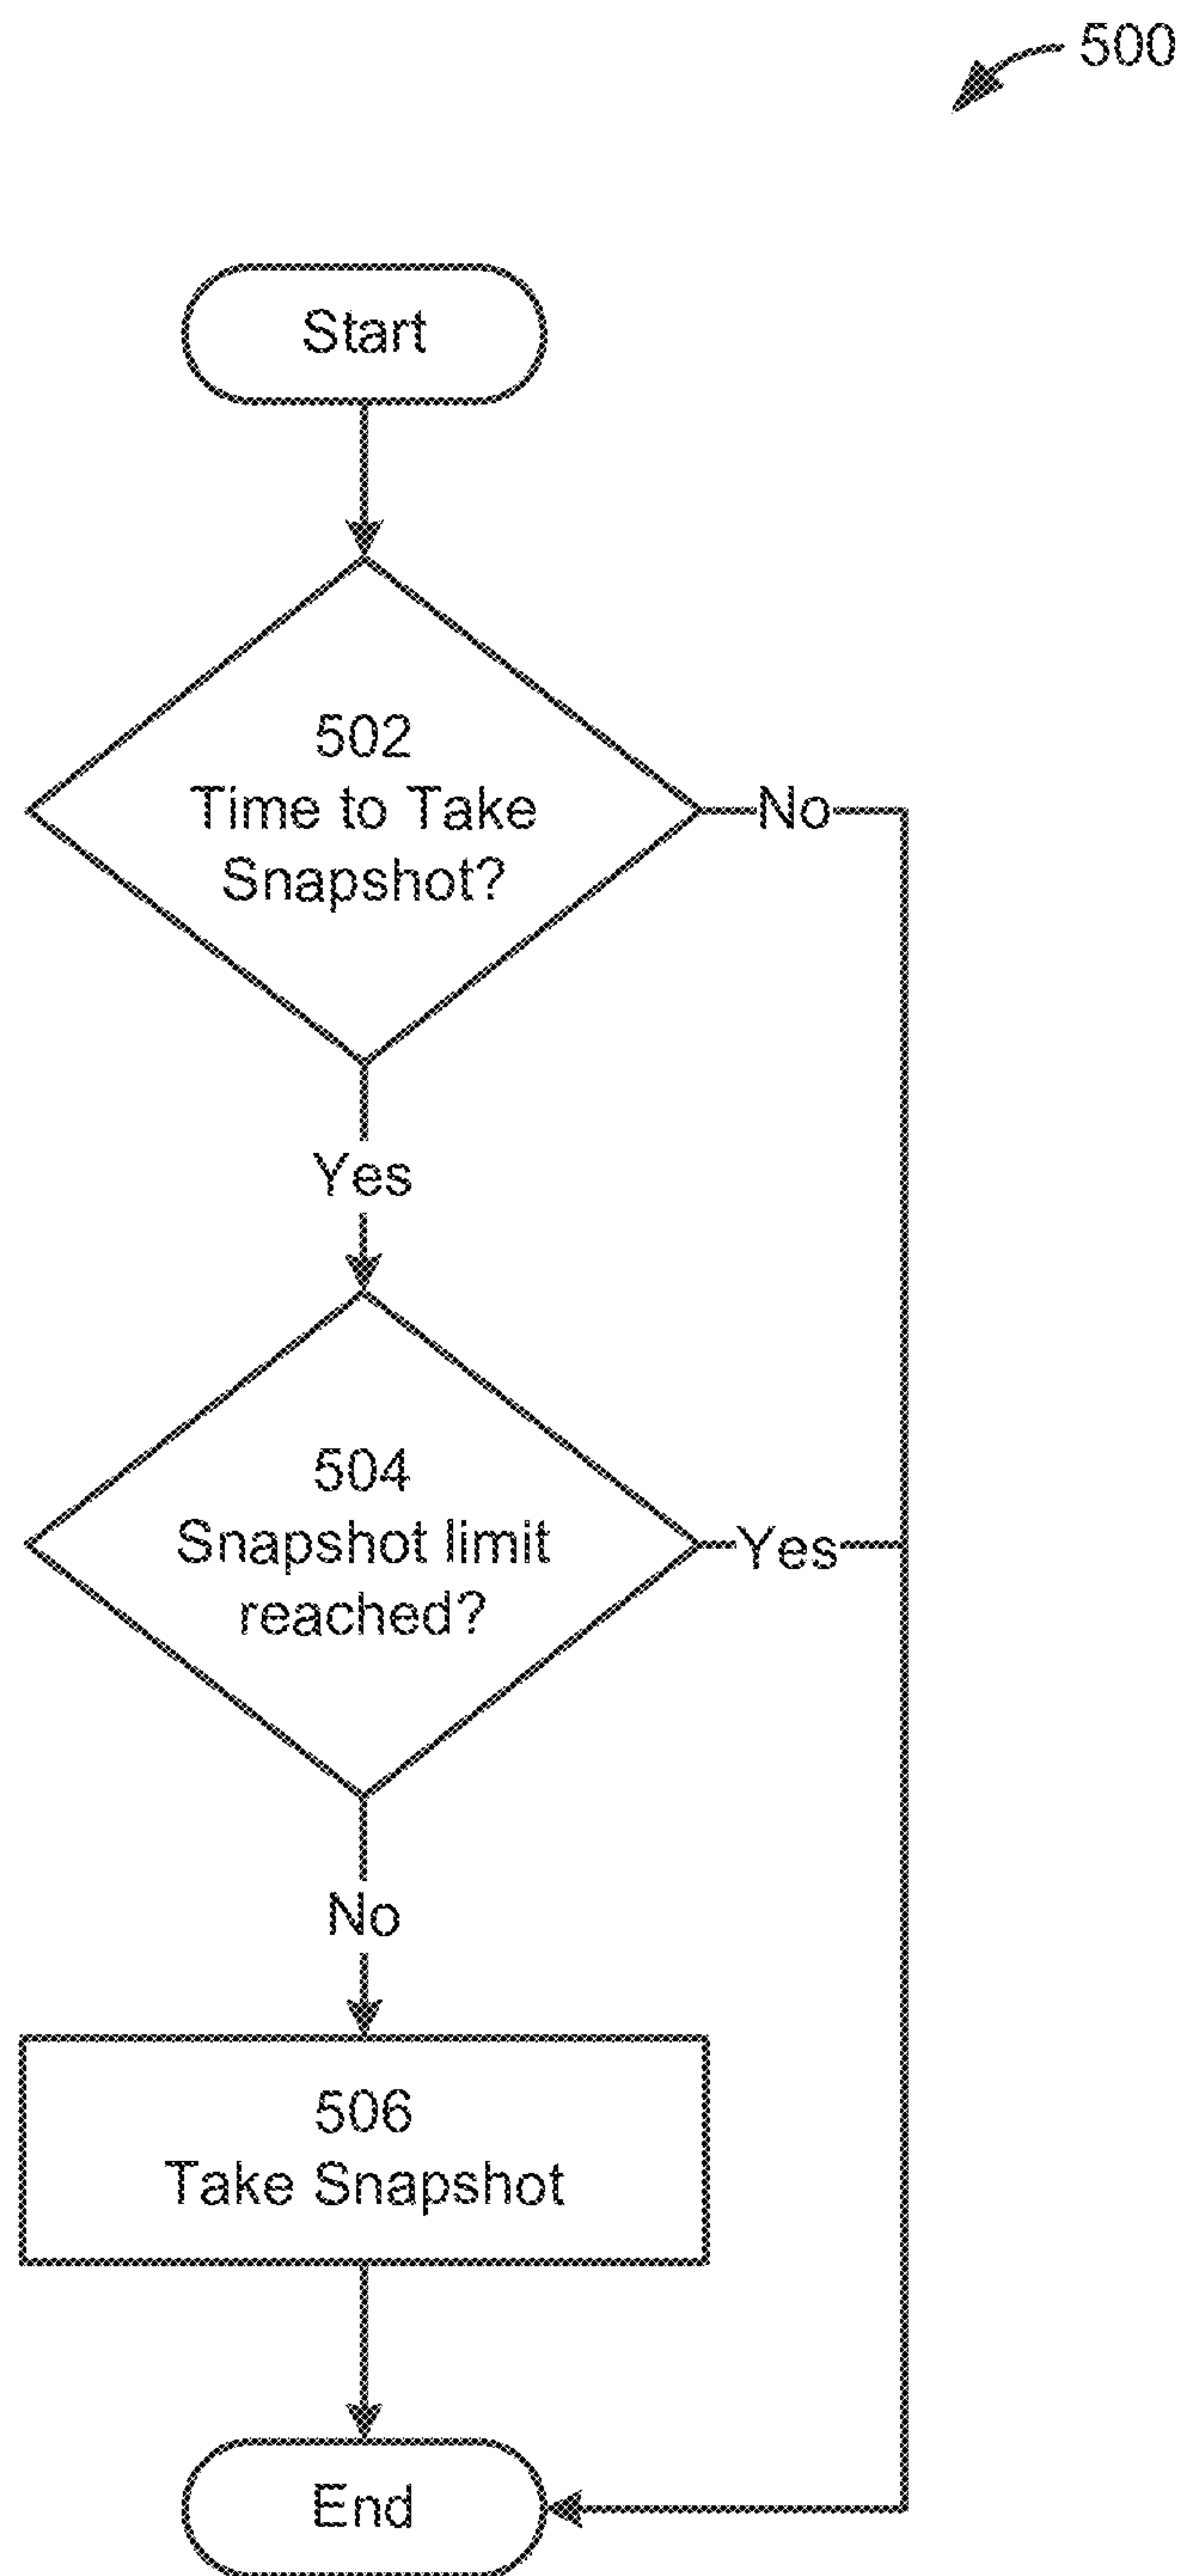 500
Start
502
Time to Take
Snapshot?
No
Yes
504
Snapshot limit
reached?
Yes
No
506
Take Snapshot
End